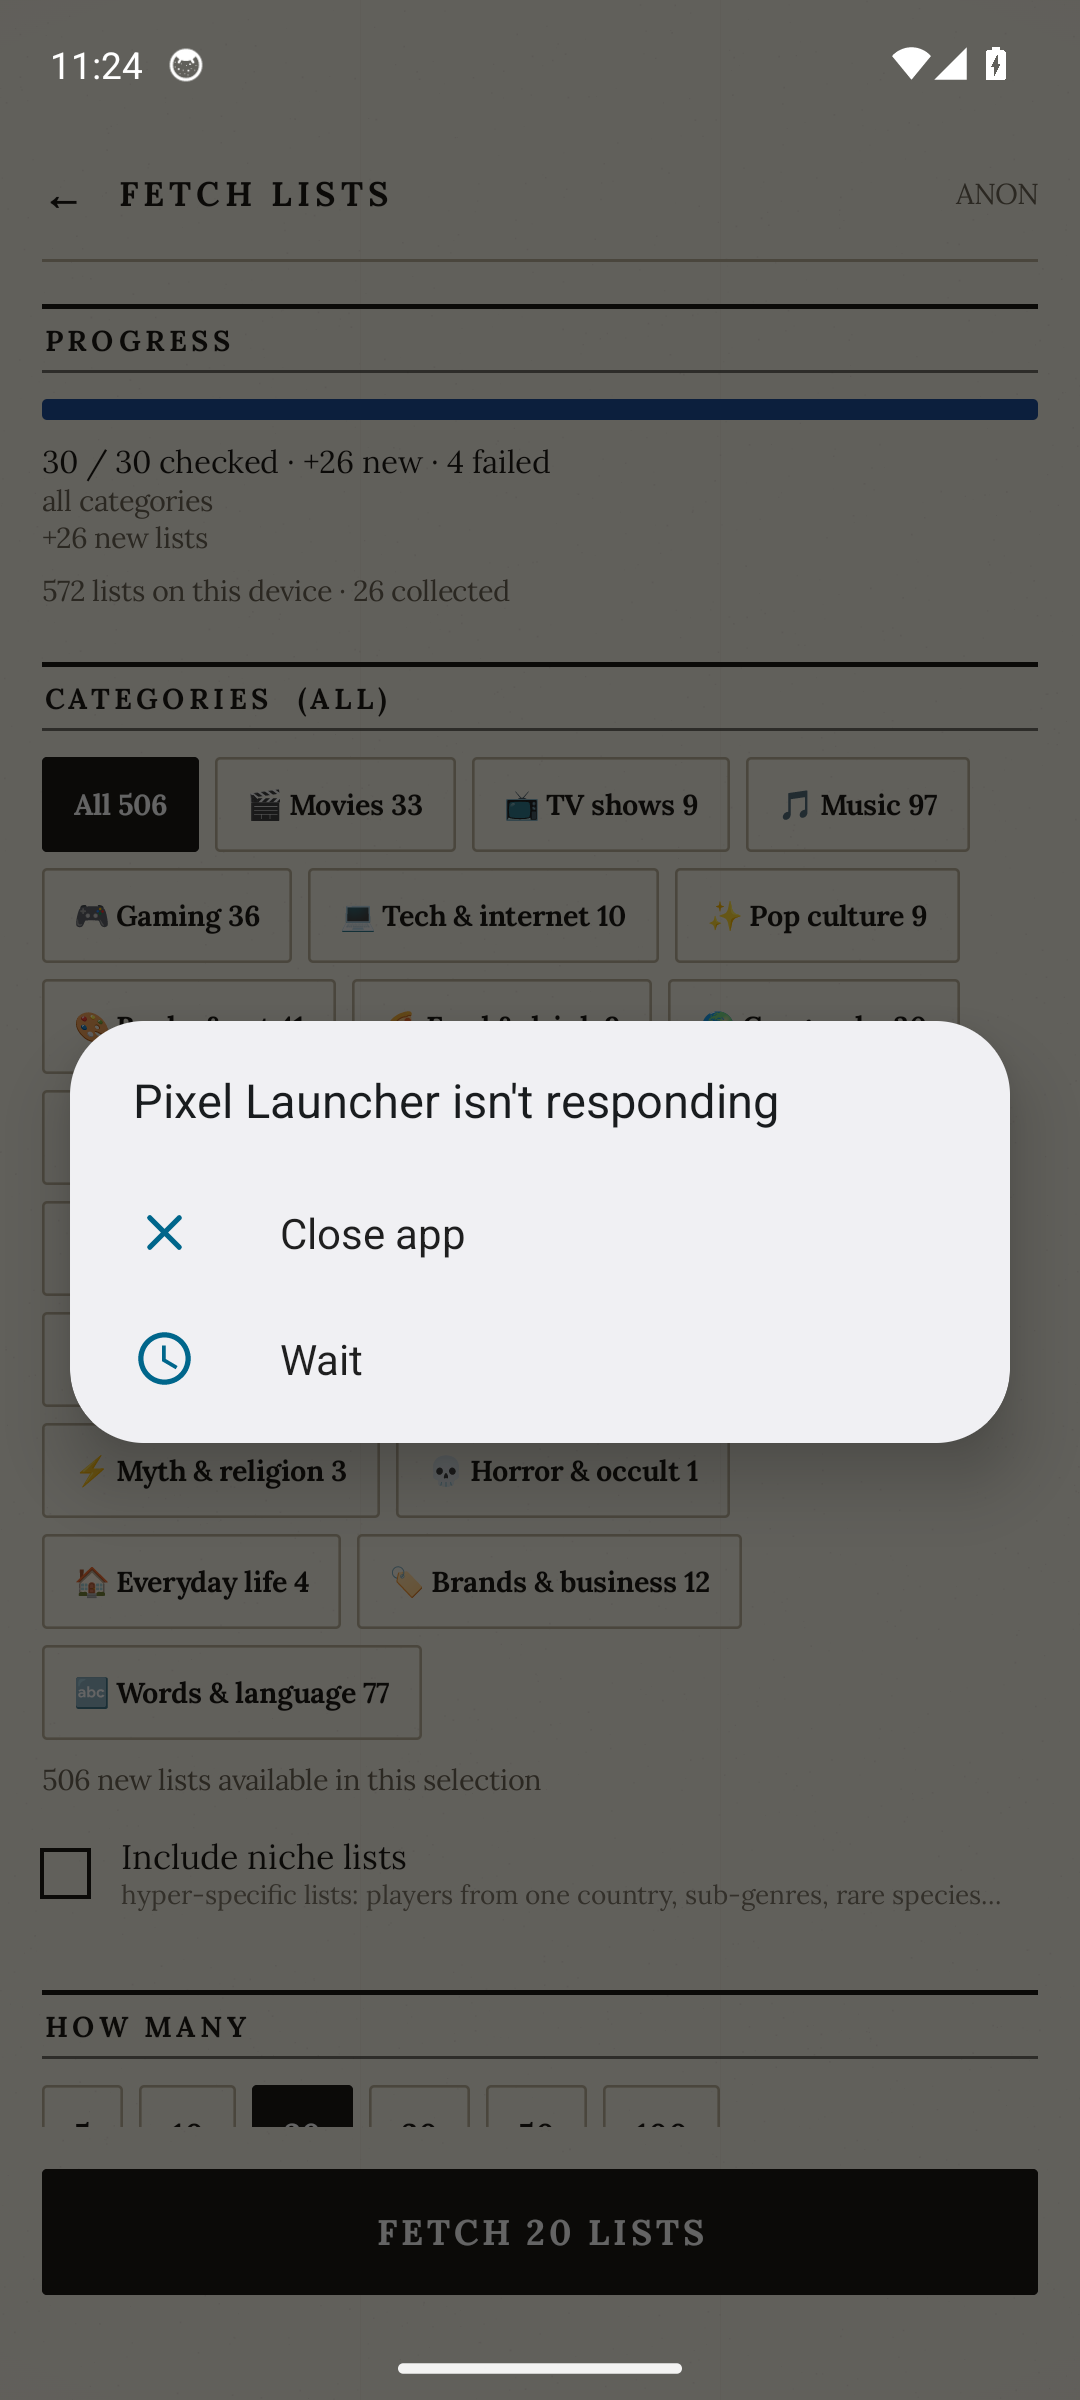 11:24
← FETCH LISTS
ANON
PROGRESS
30 / 30 checked · +26 new · 4 failed
all categories
+26 new lists
572 lists on this device · 26 collected
CATEGORIES (ALL)
All 506
Movies 33
TV shows 9
Music 97
Gaming 36
Tech & internet 10
Pop culture 9
Pixel Launcher isn't responding
Close app
Wait
Myth & religion 3
Horror & occult 1
Everyday life 4
Brands & business 12
abc Words & language 77
506 new lists available in this selection
Include niche lists
hyper-specific lists: players from one country, sub-genres, rare species...
HOW MANY
FETCH 20 LISTS